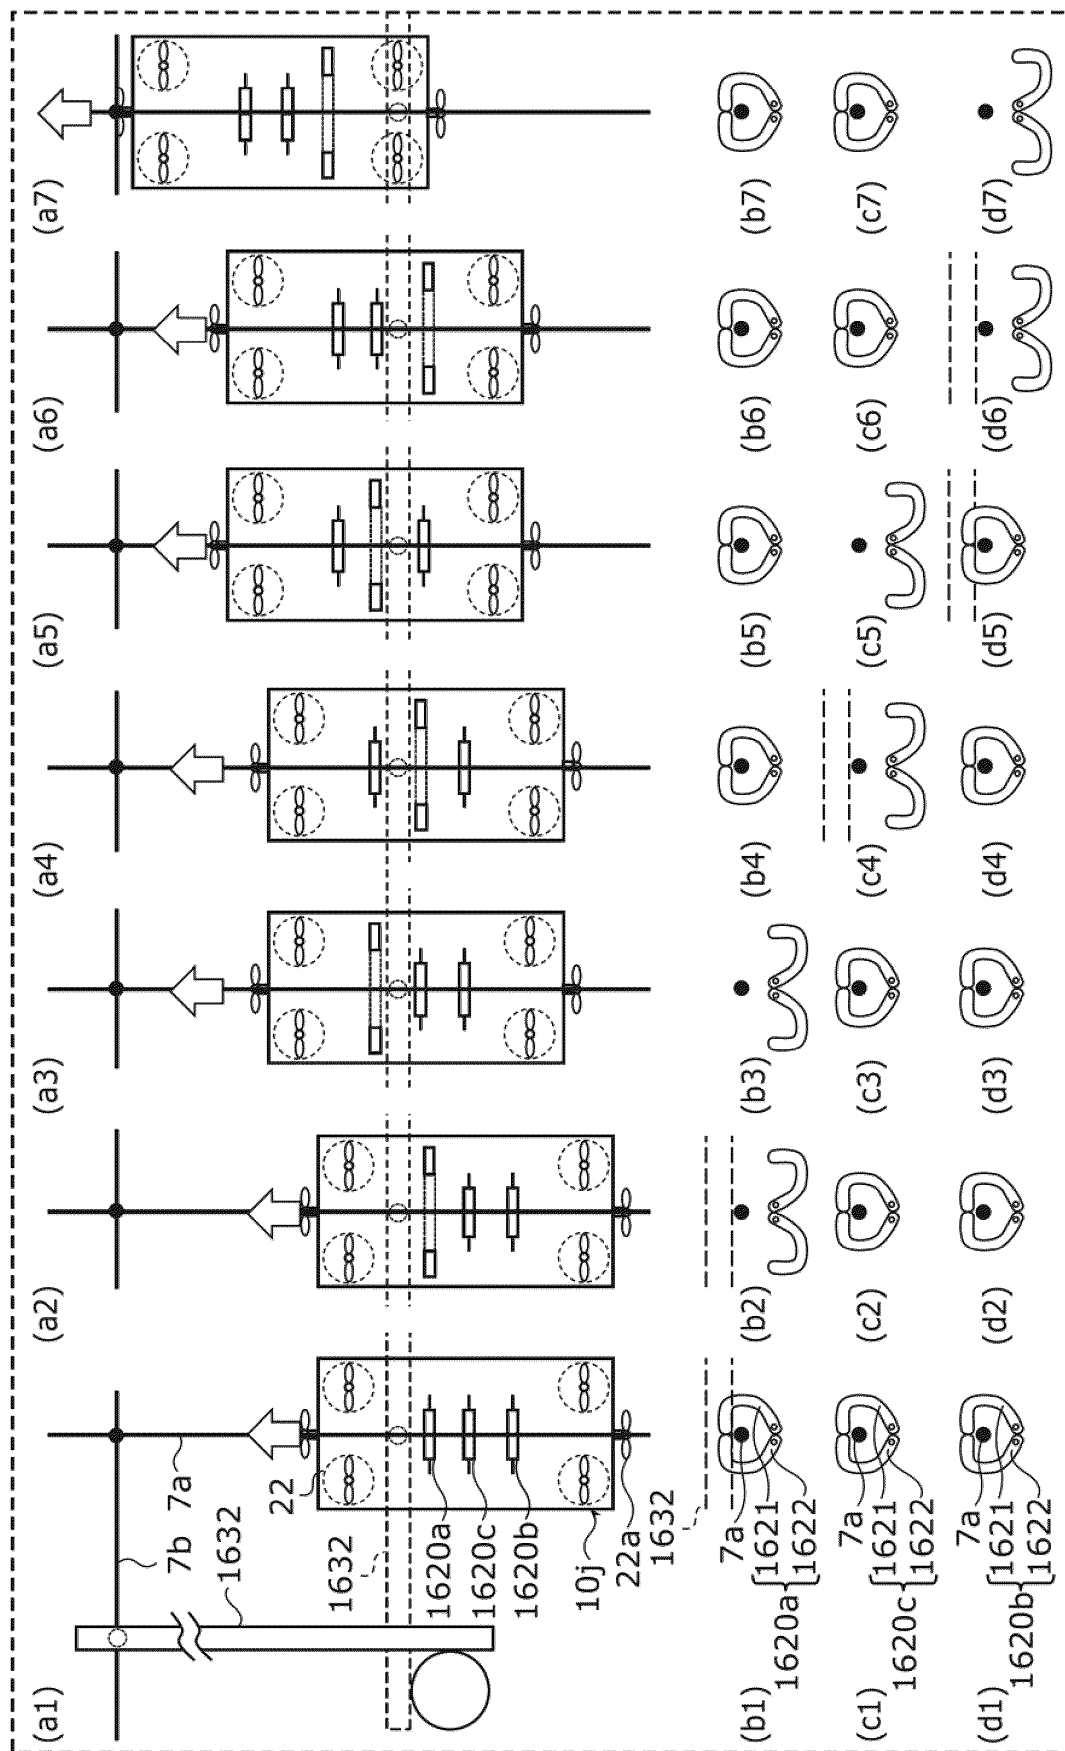 (a1)
7b
1632
7a
1632
22
1620a
1620c
1620b
10j
22a
(a2)
(a3)
(a4)
(a5)
(a6)
(a7)
1632
(b1)
7a
1621
1622
1620a
(b2)
(b3)
(b4)
(b5)
(b6)
(b7)
(c1)
7a
1621
1622
1620c
(c2)
(c3)
(c4)
(c5)
(c6)
(c7)
(d1)
7a
1621
1622
1620b
(d2)
(d3)
(d4)
(d5)
(d6)
(d7)